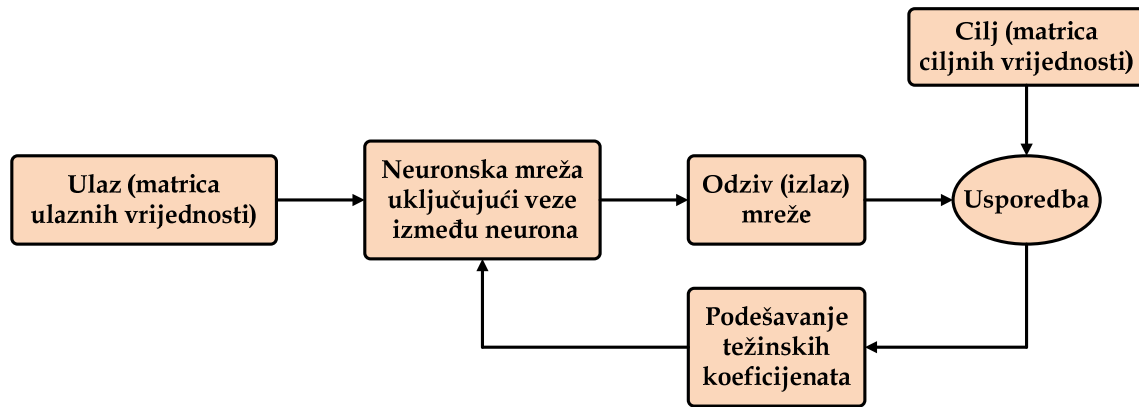 Cilj (matrica
ciljnih vrijednosti)
Ulaz (matrica
ulaznih vrijednosti)
Neuronska mreža
uključujući veze
između neurona
Odziv (izlaz)
mreže
Usporedba
Podešavanje
težinskih
koeficijenata